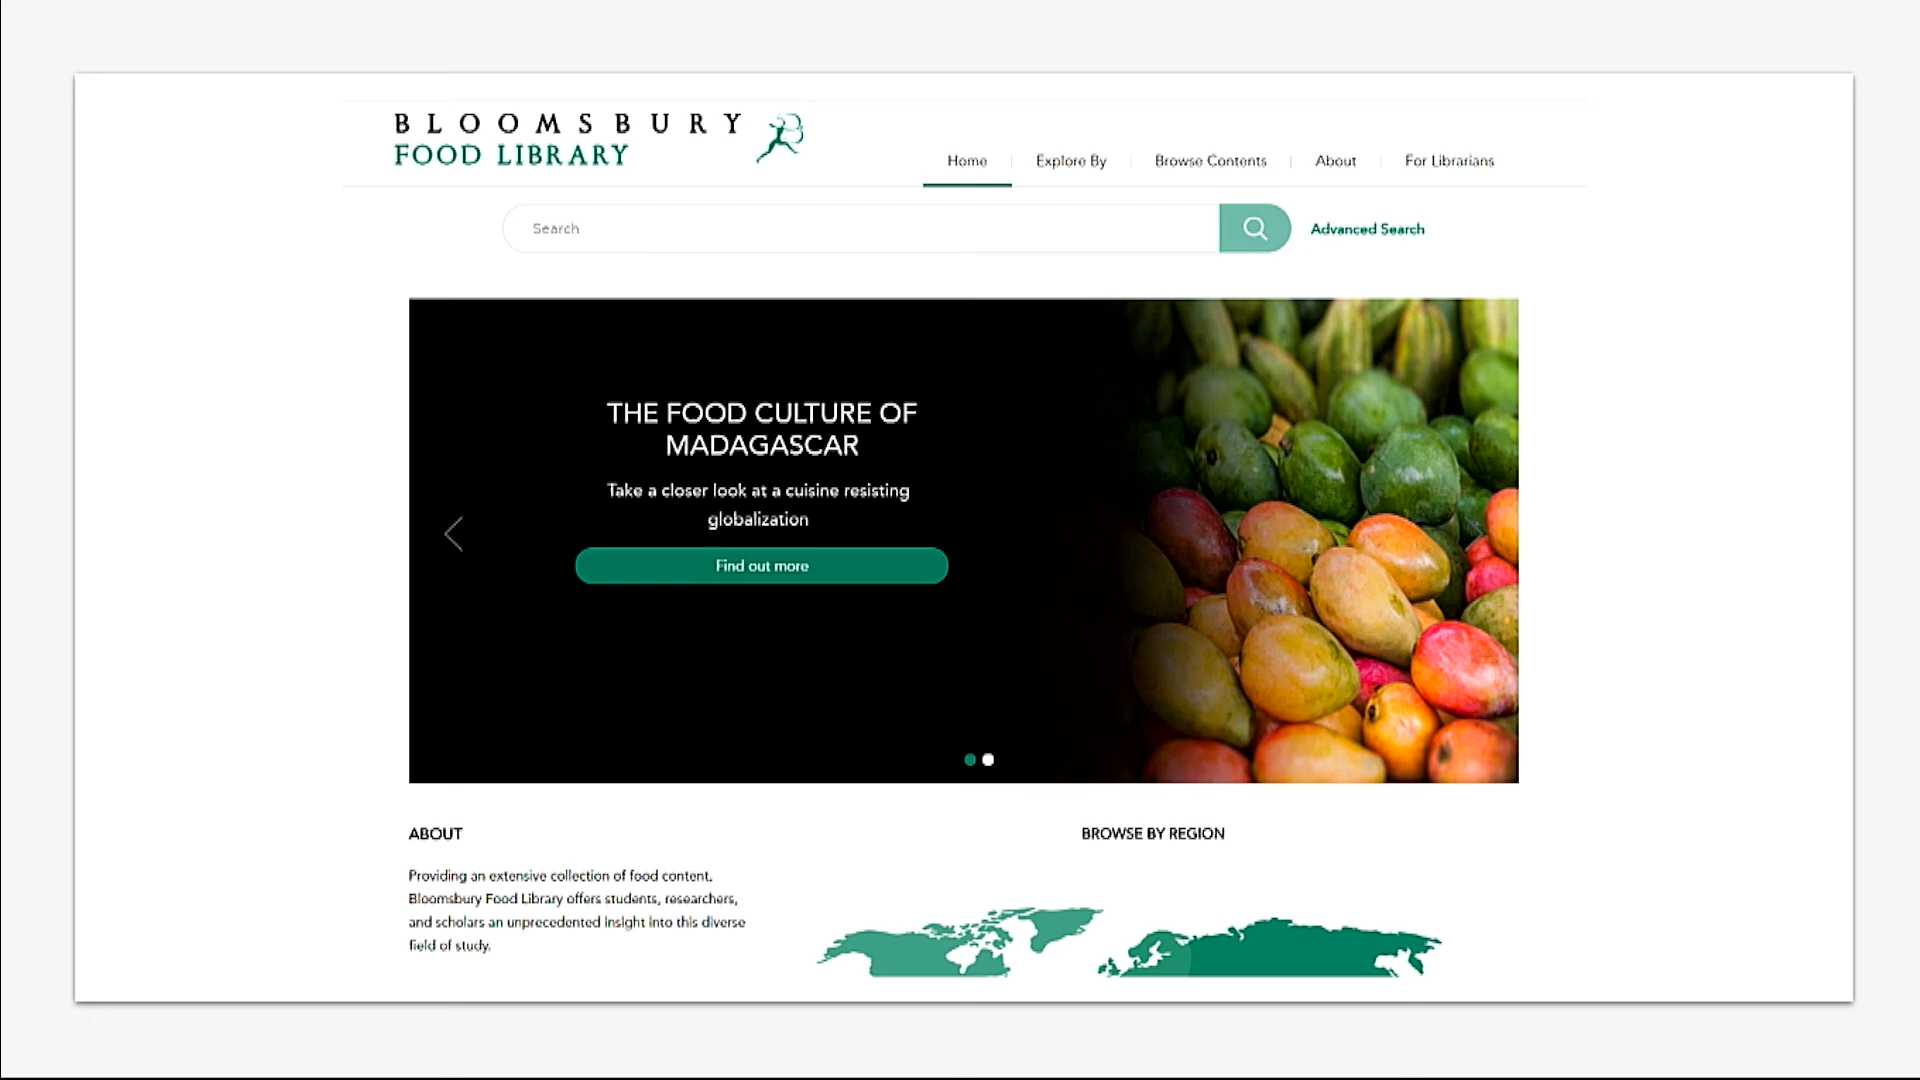 BLOOMSBURY
FOOD LIBRARY
Home
Explore By
Browse Contents
About
For Librarians
Search
Advanced Search
THE FOOD CULTURE OF
MADAGASCAR
Take a closer look at a cuisine resisting
globalization
Find out more
ABOUT
Providing an extensive collection of food content,
Bloomsbury Food Library offers students, researchers,
and scholars an unprecedented insight into this diverse
field of study.
BROWSE BY REGION